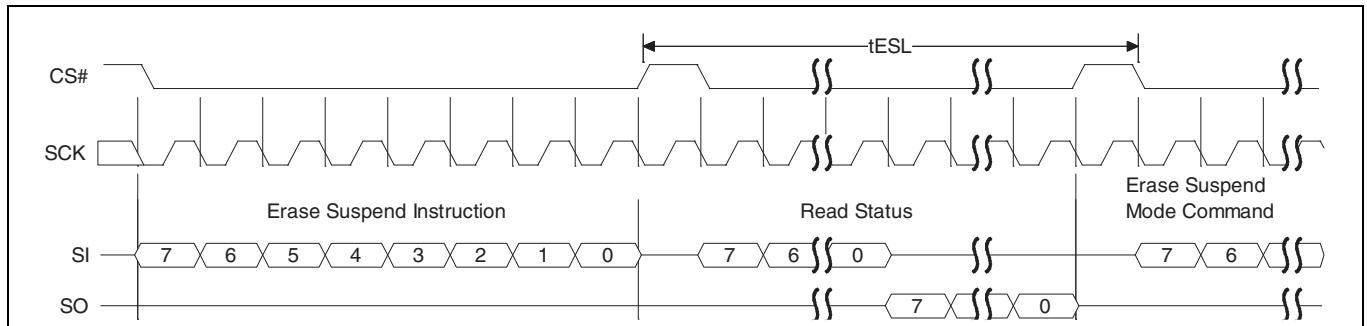 tESL
CS#
SCK
Erase Suspend Instruction
Read Status
Erase Suspend
Mode Command
SI 7 6 5 4 3 2 1 0 7 6 0 7 6
SO 7 0